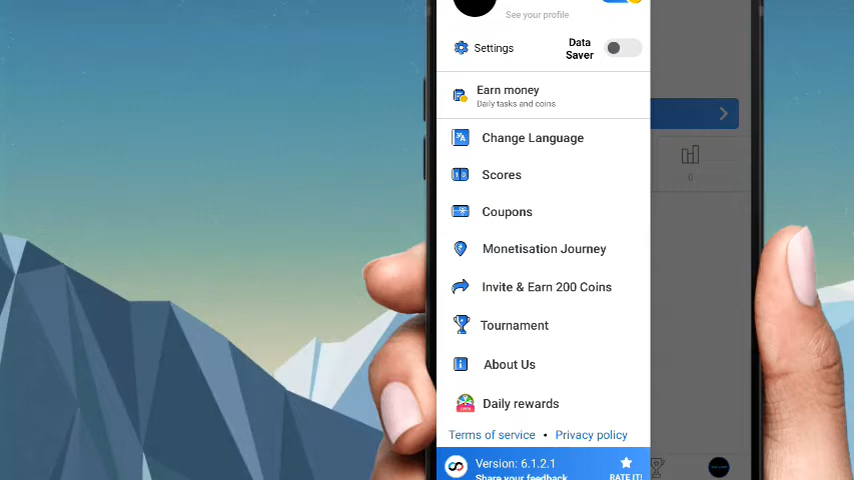 See your profile
Settings
Data
Saver
Earn money
Daily tasks and coins
Change Language
Scores
Coupons
Monetisation Journey
Invite & Earn 200 Coins
Tournament
About Us
Daily rewards
Terms of service • Privacy policy
Version: 6.1.2.1
Share your feedback
RATE IT!
0